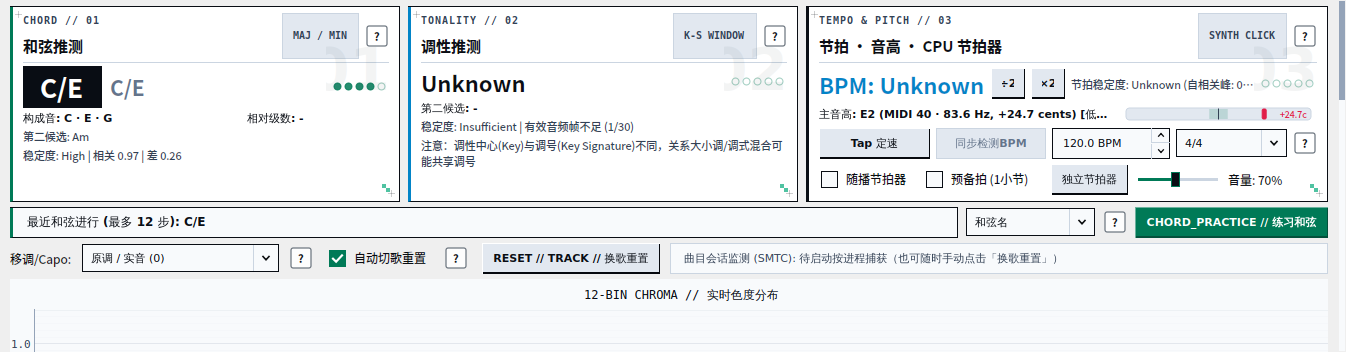 CHORD // 01
MAJ / MIN
?
和弦推测
01
C/E
C/E
构成音: C · E · G
相对级数: -
第二候选: Am
稳定度: High | 相关 0.97 | 差 0.26
TONALITY // 02
K-S WINDOW
?
调性推测
02
Unknown
第二候选: -
稳定度: Insufficient | 有效音频帧不足 (1/30)
注意：调性中心(Key)与调号(Key Signature)不同，关系大小调/调式混合可
能共享调号
TEMPO & PITCH // 03
SYNTH CLICK
?
节拍 · 音高 · CPU 节拍器
03
BPM: Unknown
÷2
×2
节拍稳定度: Unknown (自相关峰: 0···
主音高: E2 (MIDI 40 · 83.6 Hz, +24.7 cents) [低...
+24.7c
Tap 定速
同步检测BPM
120.0 BPM
4/4
?
随播节拍器
预备拍 (1小节)
独立节拍器
音量: 70%
最近和弦进行 (最多 12 步): C/E
和弦名
?
CHORD_PRACTICE // 练习和弦
移调/Capo:
原调 / 实音 (0)
?
自动切歌重置
?
RESET // TRACK // 换歌重置
曲目会话监测 (SMTC): 待启动按进程捕获（也可随时手动点击「换歌重置」）
12-BIN CHROMA // 实时色度分布
1.0